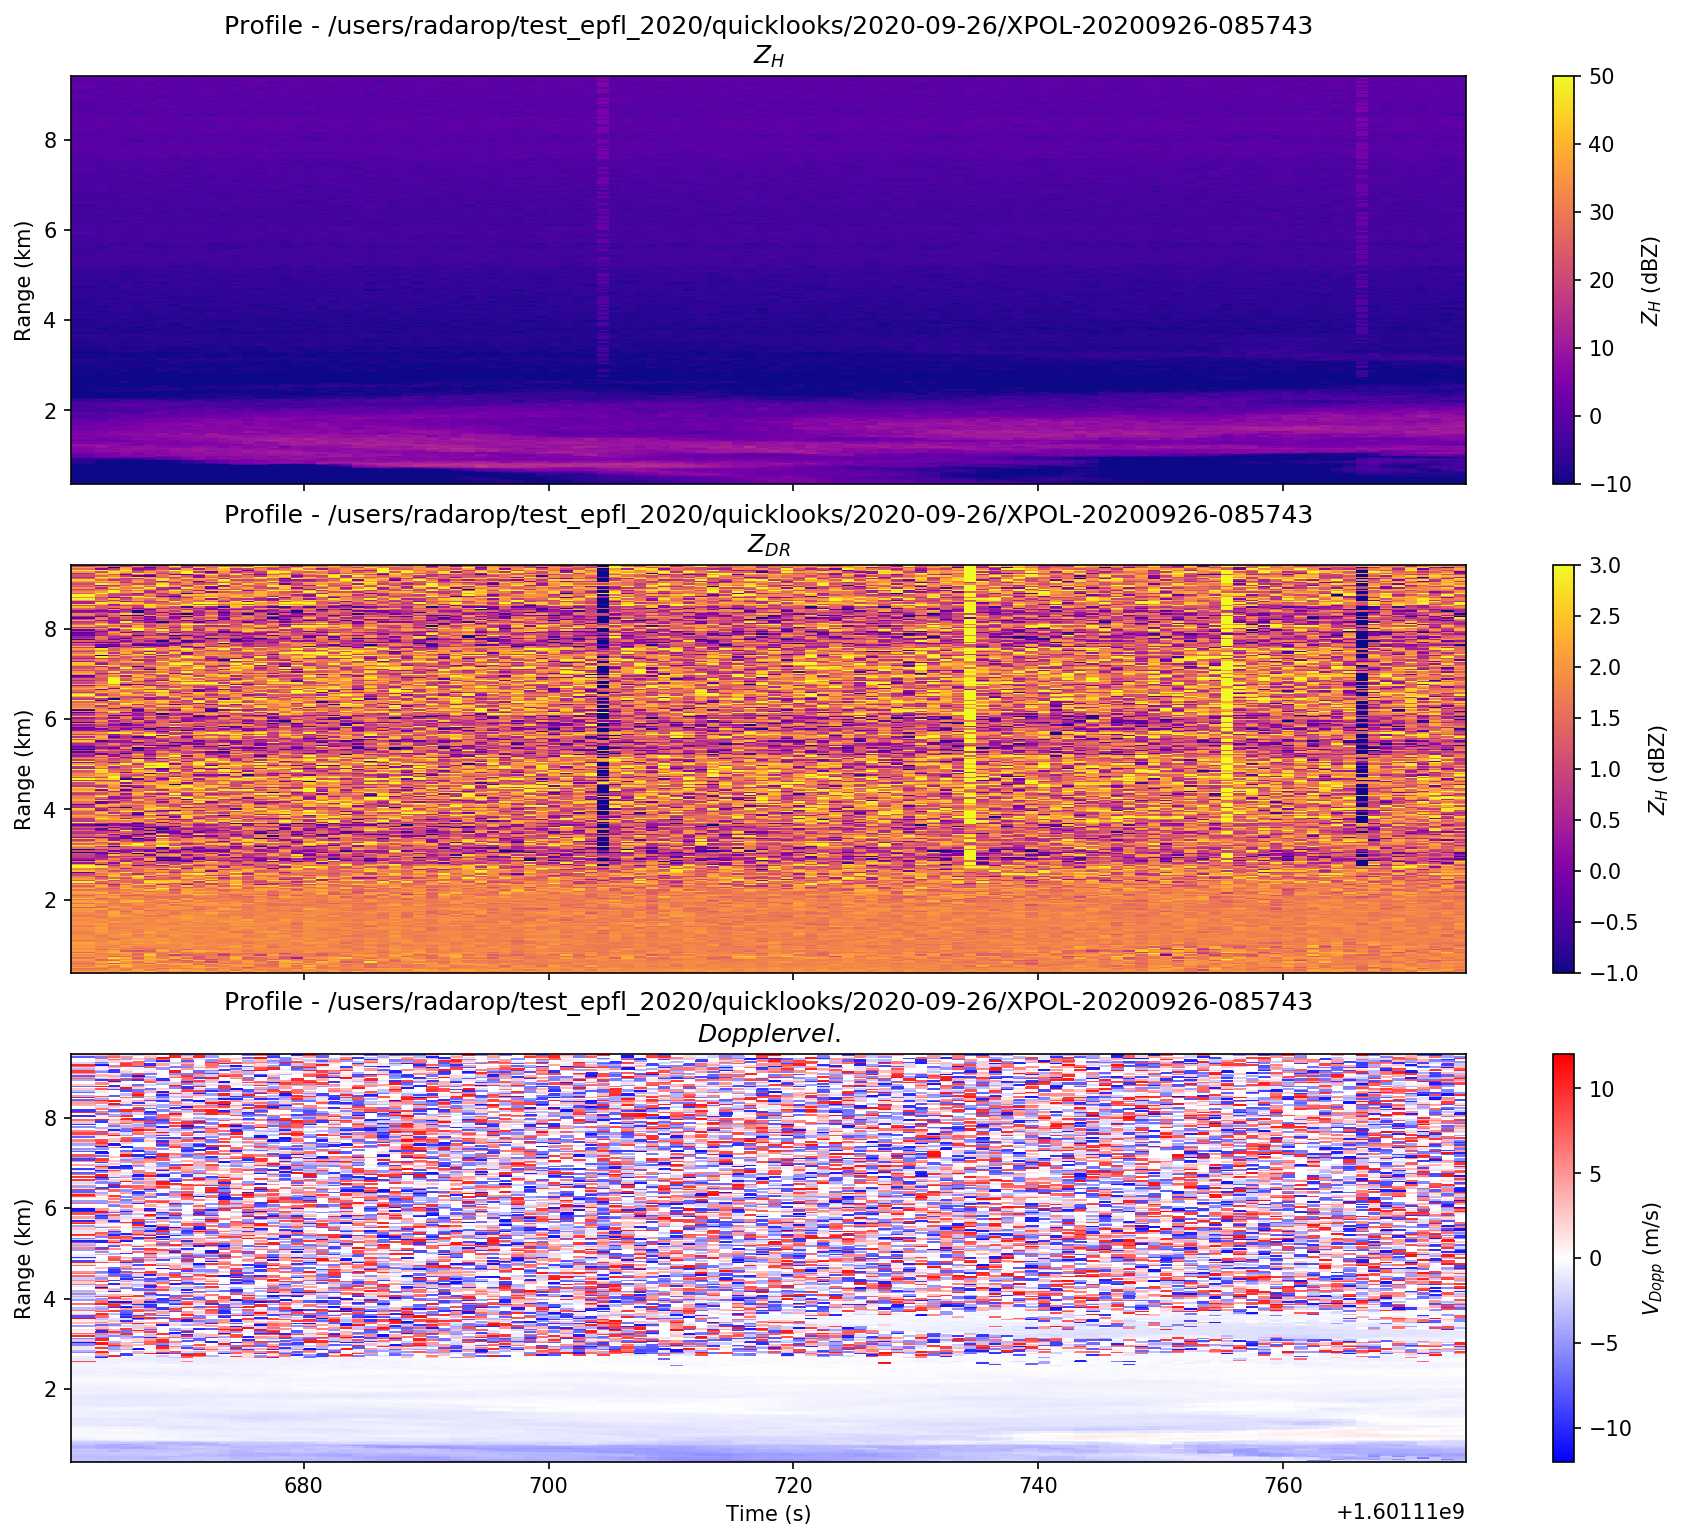 Profile - /users/radarop/test_epfl_2020/quicklooks/2020-09-26/XPOL-20200926-085743
Z_H
8
6
4
2
Range (km)
50
40
30
20
10
0
−10
Z_H (dBZ)
Profile - /users/radarop/test_epfl_2020/quicklooks/2020-09-26/XPOL-20200926-085743
Z_DR
8
6
4
2
Range (km)
3.0
2.5
2.0
1.5
1.0
0.5
0.0
−0.5
−1.0
Z_H (dBZ)
Profile - /users/radarop/test_epfl_2020/quicklooks/2020-09-26/XPOL-20200926-085743
Dopplervel.
8
6
4
2
Range (km)
680 700 720 740 760
Time (s)
+1.60111e9
10
5
0
−5
−10
V_Dopp (m/s)